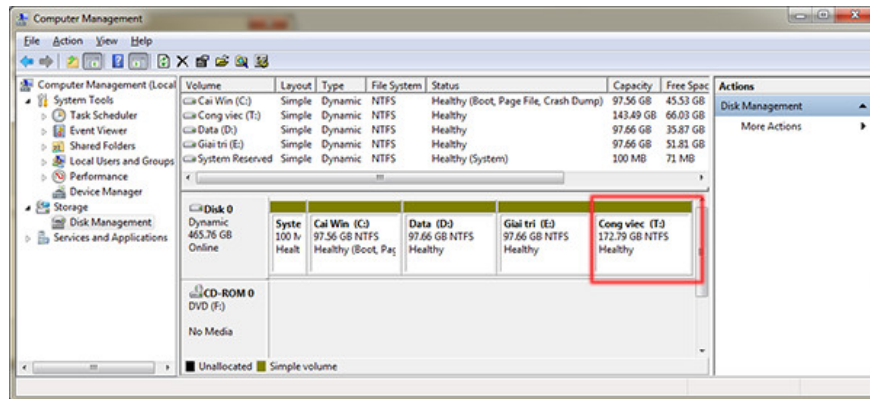 Computer Management
File Action View Help
Computer Management (Local
System Tools
Task Scheduler
Event Viewer
Shared Folders
Local Users and Groups
Performance
Device Manager
Storage
Disk Management
Services and Applications
Volume Layout Type File System Status Capacity Free Spac
Cai Win (C:) Simple Dynamic NTFS Healthy (Boot, Page File, Crash Dump) 97.56 GB 45.53 GB
Cong viec (T:) Simple Dynamic NTFS Healthy 143.49 GB 66.03 GB
Data (D:) Simple Dynamic NTFS Healthy 97.66 GB 35.87 GB
Giai tri (E:) Simple Dynamic NTFS Healthy 97.66 GB 51.81 GB
System Reserved Simple Dynamic NTFS Healthy (System) 100 MB 71 MB
Disk 0
Dynamic
465.76 GB
Online
Syste
100 M
Healt
Cai Win (C:)
97.56 GB NTFS
Healthy (Boot, Pag
Data (D:)
97.66 GB NTFS
Healthy
Giai tri (E:)
97.66 GB NTFS
Healthy
Cong viec (T:)
172.79 GB NTFS
Healthy
CD-ROM 0
DVD (F:)
No Media
Unallocated Simple volume
Actions
Disk Management
More Actions